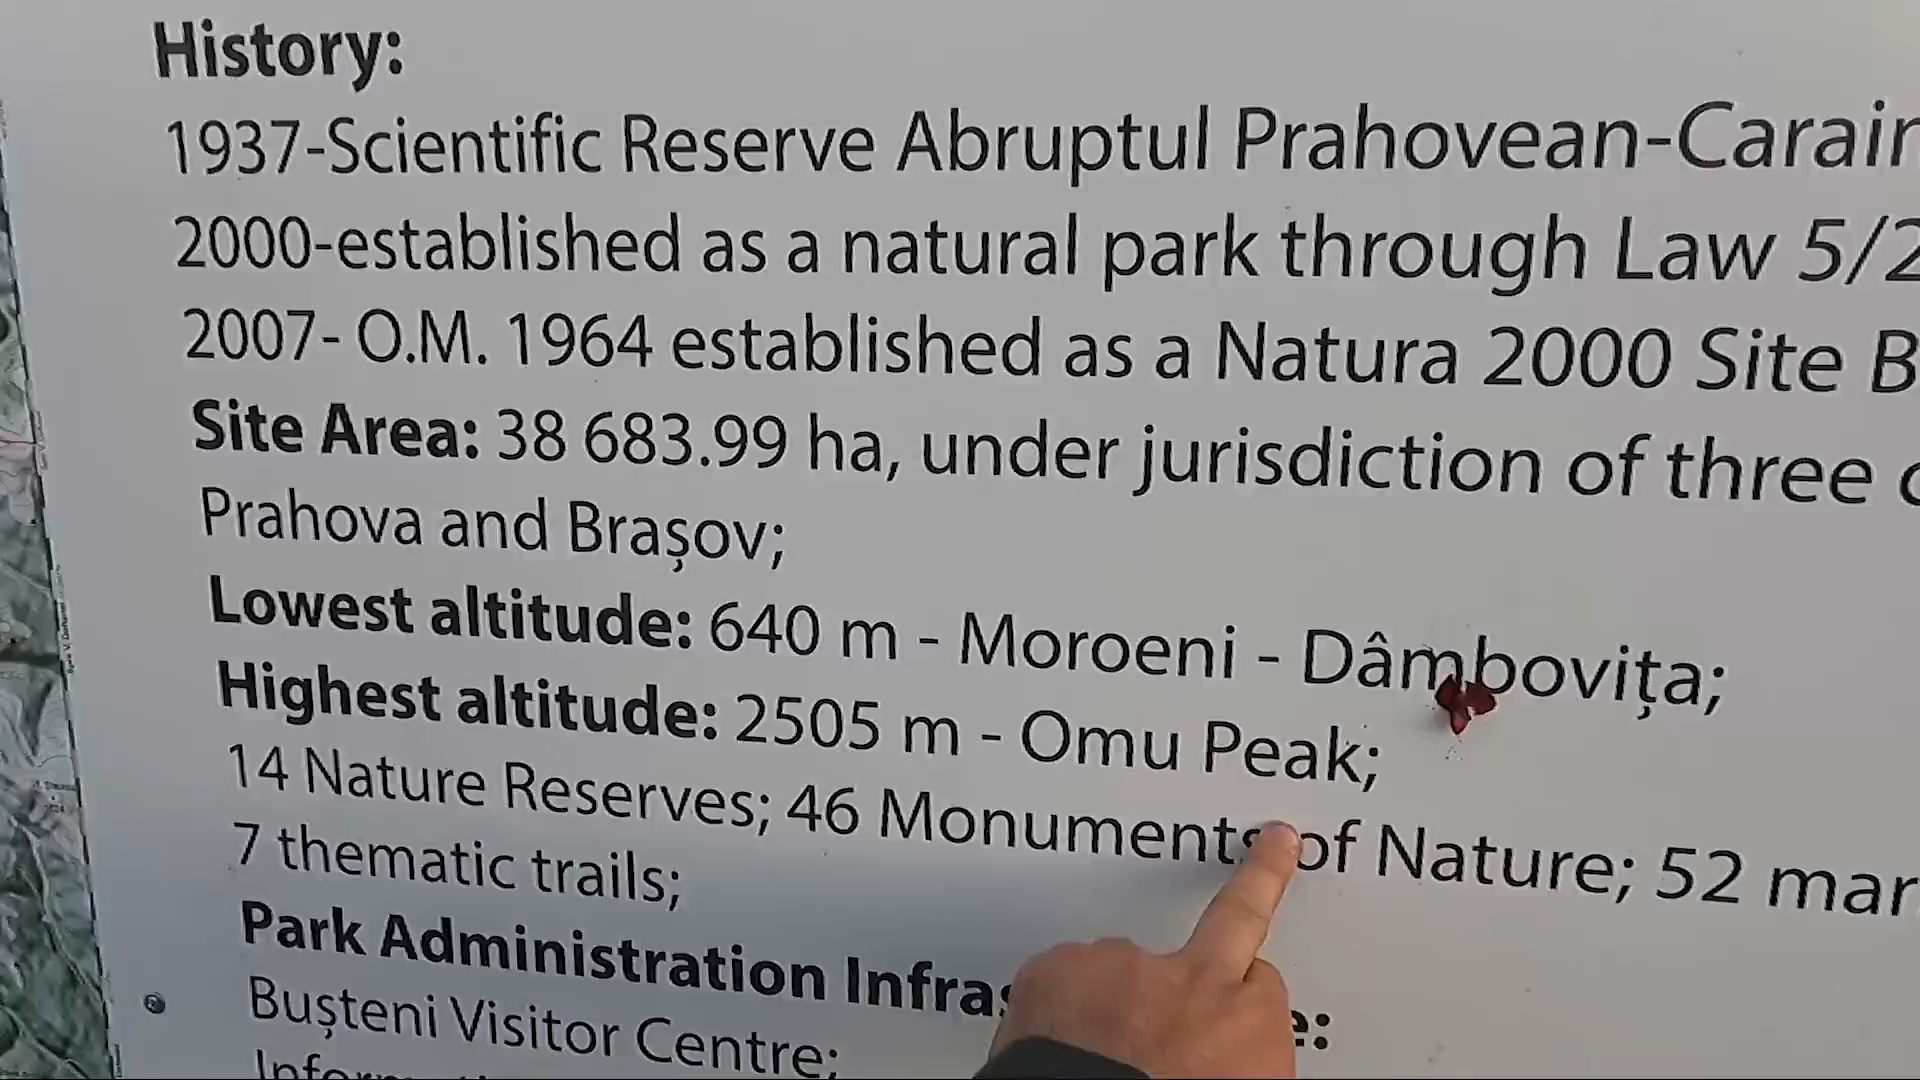 History:
1937-Scientific Reserve Abruptul Prahovean-
2000-established as a natural park through Law 5/2
2007- O.M. 1964 established as a Natura 2000 Site B
Site Area: 38 683.99 ha, under jurisdiction of three
Prahova and Brașov;
Lowest altitude: 640 m - Moroeni - Dâmbovița;
Highest altitude: 2505 m - Omu Peak;
14 Nature Reserves; 46 Monuments of Nature; 52
7 thematic trails;
Park Administration
Bușteni Visitor Centre;